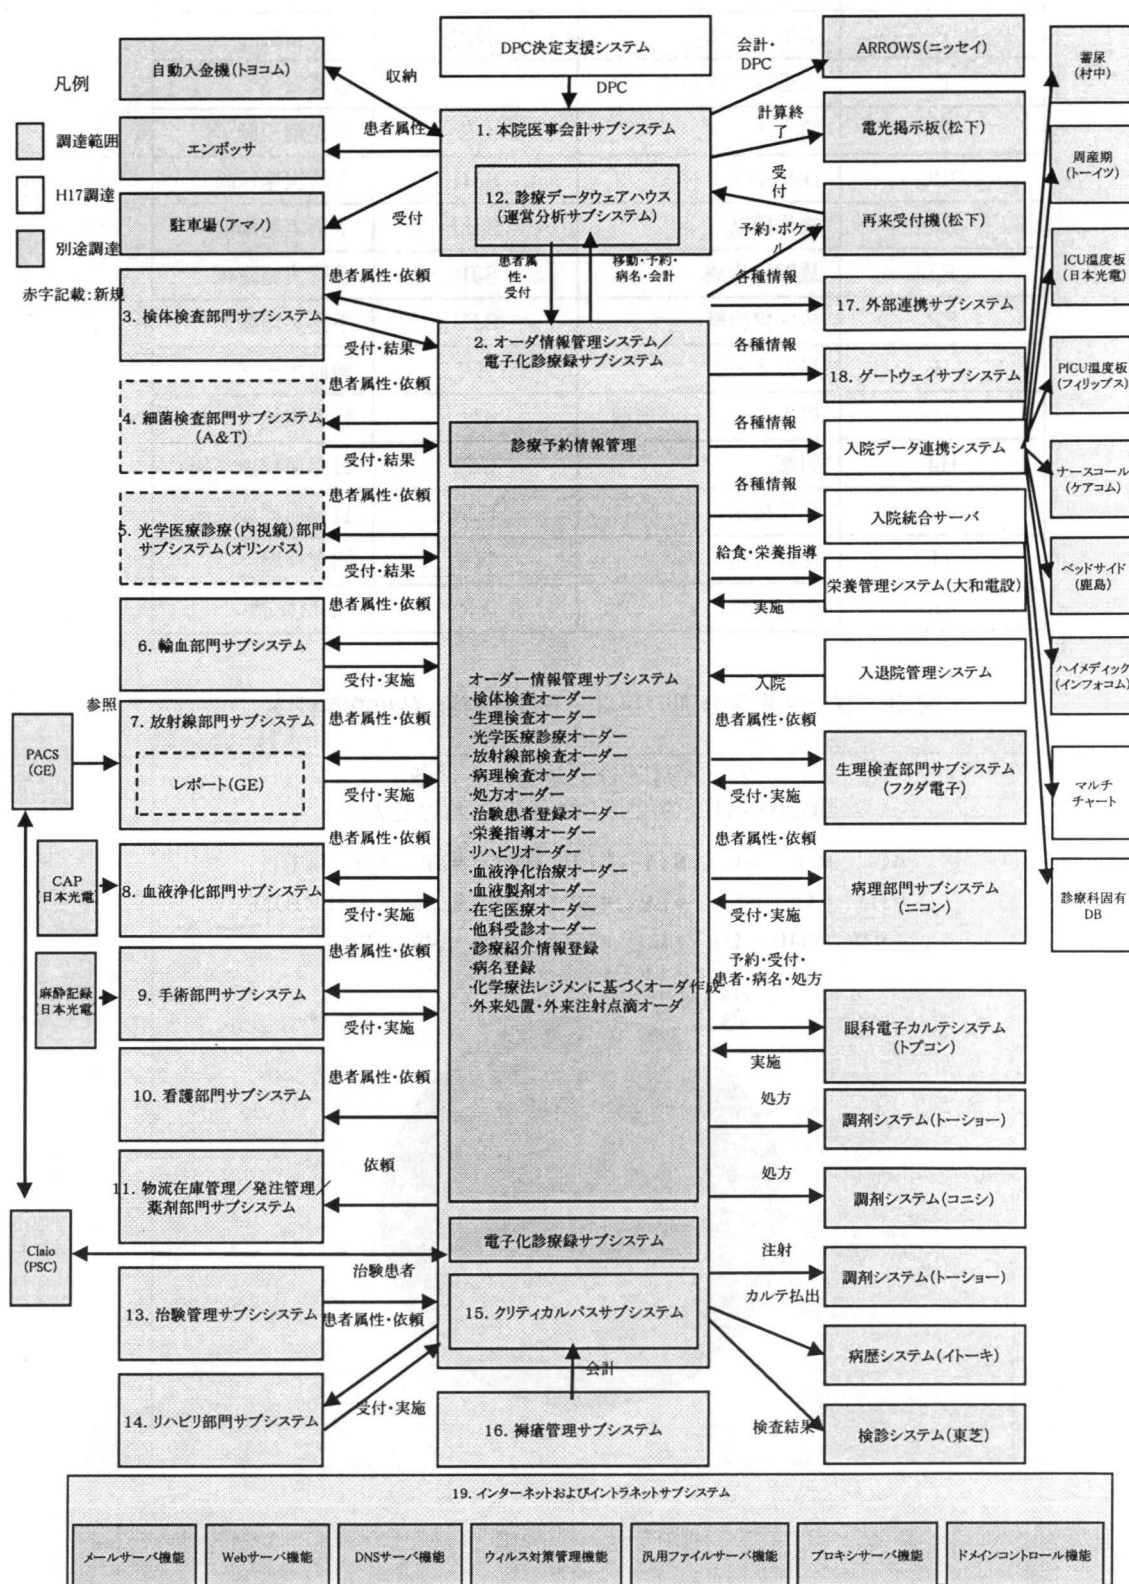 凡例
調達範囲
H17調達
別途調達
赤字記載:新規
自動入金機(トヨコム)
エンボッサ
駐車場(アマノ)
収納
患者属性
受付
DPC決定支援システム
DPC
1. 本院医事会計サブシステム
12. 診療データウェアハウス
(運営分析サブシステム)
会計・
DPC
計算終
了
受
付
予約・ポケベ
ル
ARROWS(ニッセイ)
電光掲示板(松下)
再来受付機(松下)
患者属
性・
受付
移動・予約・
病名・会計
患者属性・依頼
3. 検体検査部門サブシステム
受付・結果
患者属性・依頼
4. 細菌検査部門サブシステム
(A&T)
受付・結果
患者属性・依頼
5. 光学医療診療(内視鏡)部門
サブシステム(オリンパス)
受付・結果
患者属性・依頼
6. 輸血部門サブシステム
受付・実施
参照
PACS
(GE)
7. 放射線部門サブシステム
レポート(GE)
患者属性・依頼
受付・実施
CAP
(日本光電)
8. 血液浄化部門サブシステム
患者属性・依頼
受付・実施
麻酔記録
(日本光電)
9. 手術部門サブシステム
患者属性・依頼
受付・実施
10. 看護部門サブシステム
患者属性・依頼
11. 物流在庫管理/発注管理/
薬剤部門サブシステム
依頼
Claio
(PSC)
治験患者
13. 治験管理サブシシステム
患者属性・依頼
14. リハビリ部門サブシステム
受付・実施
2. オーダ情報管理システム/
電子化診療録サブシステム
診療予約情報管理
オーダー情報管理サブシステム
・検体検査オーダー
・生理検査オーダー
・光学医療診療オーダー
・放射線部検査オーダー
・病理検査オーダー
・処方オーダー
・治験患者登録オーダー
・栄養指導オーダー
・リハビリオーダー
・血液浄化治療オーダー
・血液製剤オーダー
・在宅医療オーダー
・他科受診オーダー
・診療紹介情報登録
・病名登録
・化学療法レジメンに基づくオーダ作成
・外来処置・外来注射点滴オーダ
電子化診療録サブシステム
15. クリティカルパスサブシステム
会計
16. 褥瘡管理サブシステム
各種情報
17. 外部連携サブシステム
各種情報
18. ゲートウェイサブシステム
各種情報
入院データ連携システム
各種情報
入院統合サーバ
給食・栄養指導
栄養管理システム(大和電設)
実施
入退院管理システム
入院
患者属性・依頼
生理検査部門サブシステム
(フクダ電子)
受付・実施
患者属性・依頼
病理部門サブシステム
(ニコン)
受付・実施
予約・受付・
患者・病名・処方
眼科電子カルテシステム
(トプコン)
実施
処方
調剤システム(トーショー)
処方
調剤システム(コニシ)
注射
調剤システム(トーショー)
カルテ払出
病歴システム(イトーキ)
検査結果
検診システム(東芝)
蓄尿
(村中)
周産期
(トーイツ)
ICU温度板
(日本光電)
PICU温度板
(フィリップス)
ナースコール
(ケアコム)
ベッドサイド
(鹿島)
ハイメディック
(インフォコム)
マルチ
チャート
診療科固有
DB
19. インターネットおよびイントラネットサブシステム
メールサーバ機能
Webサーバ機能
DNSサーバ機能
ウィルス対策管理機能
汎用ファイルサーバ機能
プロキシサーバ機能
ドメインコントロール機能